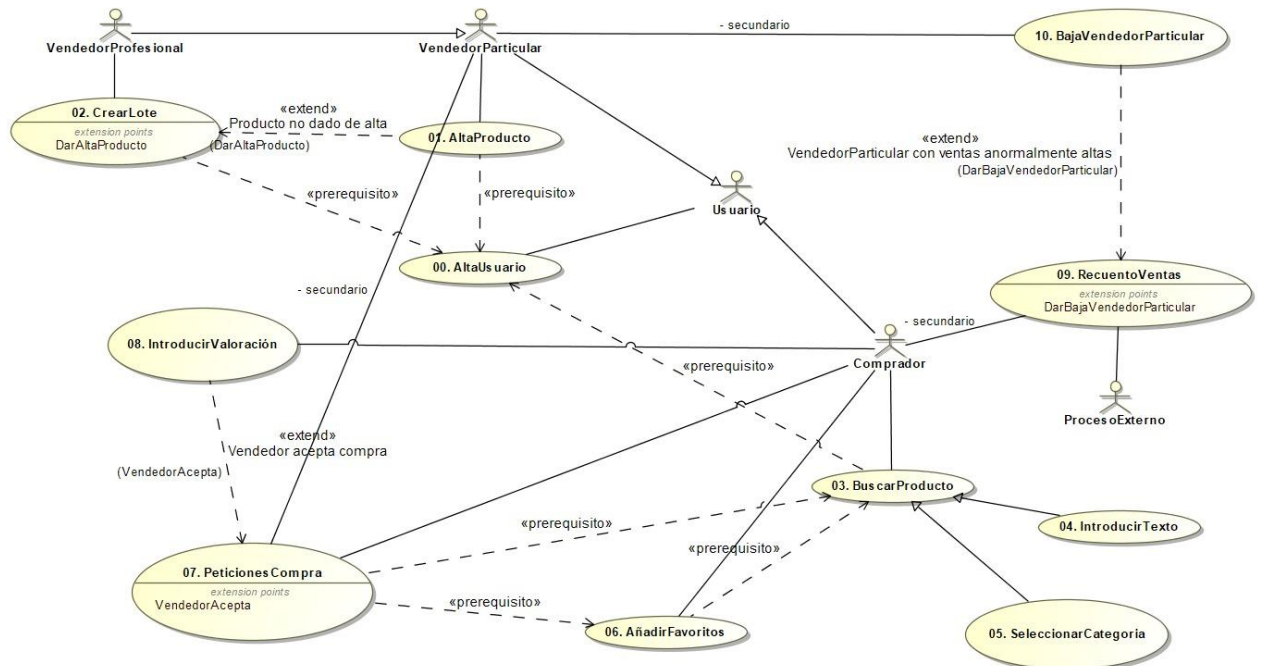 VendedorProfesional
VendedorParticular
- secundario
10. BajaVendedorParticular
02. CrearLote
extension points
DarAltaProducto
«extend»
Producto no dado de alta
(DarAltaProducto)
01. AltaProducto
«extend»
VendedorParticular con ventas anormalmente altas
(DarBajaVendedorParticular)
«prerequisito»
«prerequisito»
Usuario
00. AltaUsuario
09. RecuentoVentas
extension points
DarBajaVendedorParticular
- secundario
- secundario
08. IntroducirValoración
Comprador
«prerequisito»
ProcesoExterno
«extend»
Vendedor acepta compra
(VendedorAcepta)
03. BuscarProducto
«prerequisito»
04. IntroducirTexto
«prerequisito»
07. PeticionesCompra
extension points
VendedorAcepta
«prerequisito»
06. AñadirFavoritos
05. SeleccionarCategoria